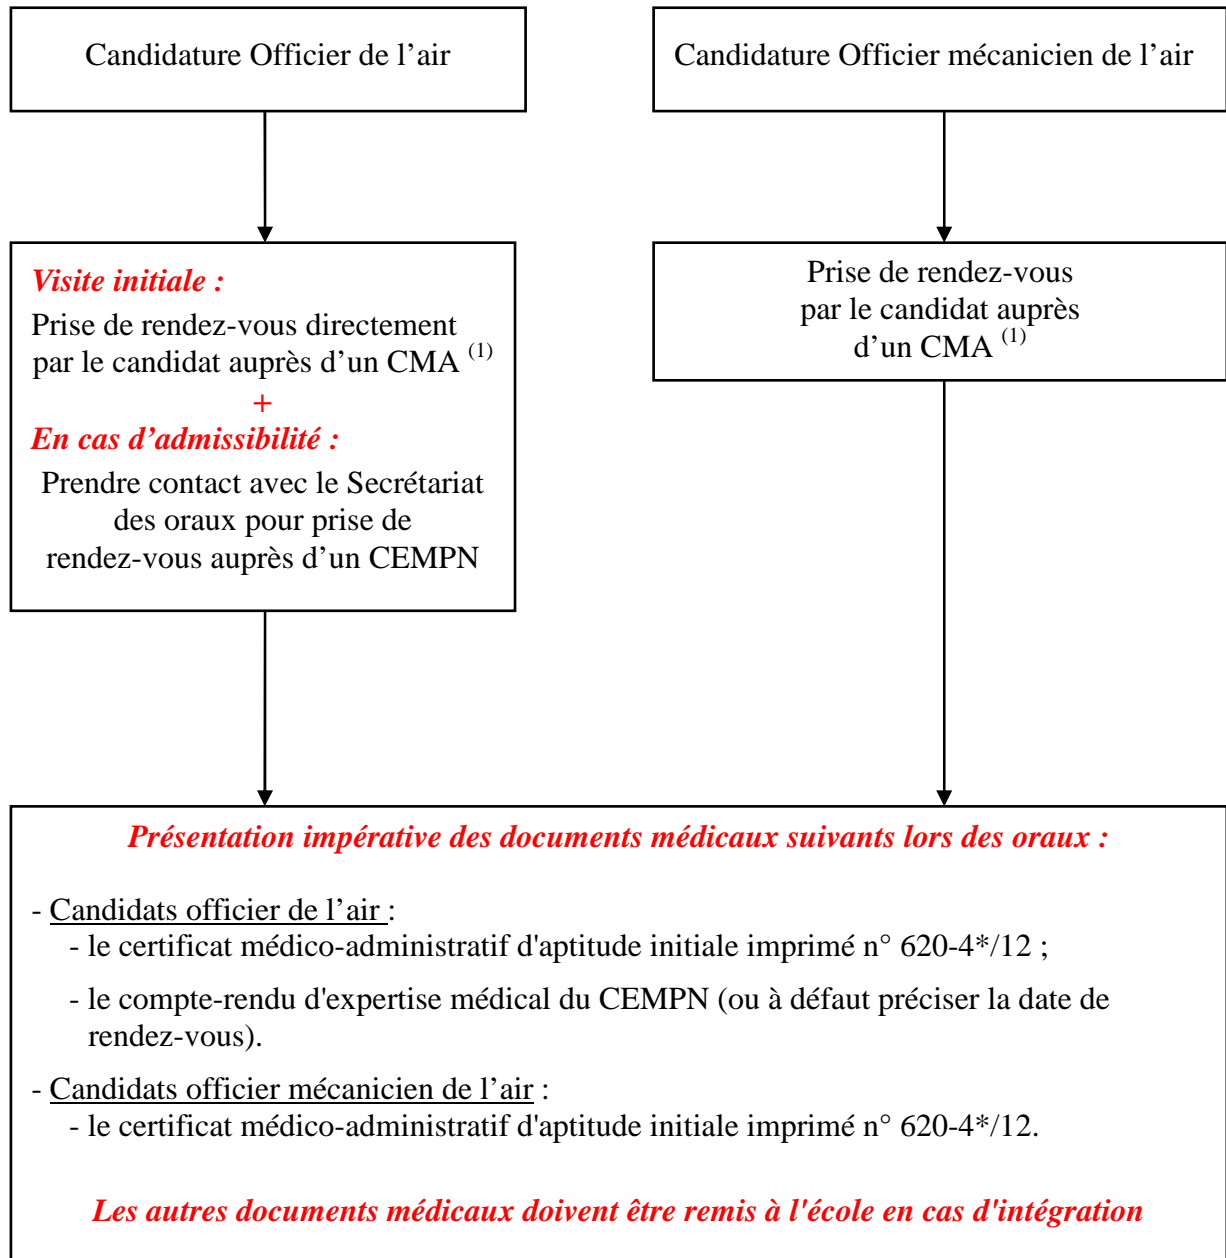 Candidature Officier de l’air
Candidature Officier mécanicien de l’air
Visite initiale :
Prise de rendez-vous directement
par le candidat auprès d’un CMA (1)
+
En cas d’admissibilité :
Prendre contact avec le Secrétariat
des oraux pour prise de
rendez-vous auprès d’un CEMPN
Prise de rendez-vous
par le candidat auprès
d’un CMA (1)
Présentation impérative des documents médicaux suivants lors des oraux :
- Candidats officier de l’air :
- le certificat médico-administratif d'aptitude initiale imprimé n° 620-4*/12 ;
- le compte-rendu d'expertise médical du CEMPN (ou à défaut préciser la date de
rendez-vous).
- Candidats officier mécanicien de l’air :
- le certificat médico-administratif d'aptitude initiale imprimé n° 620-4*/12.
Les autres documents médicaux doivent être remis à l'école en cas d'intégration